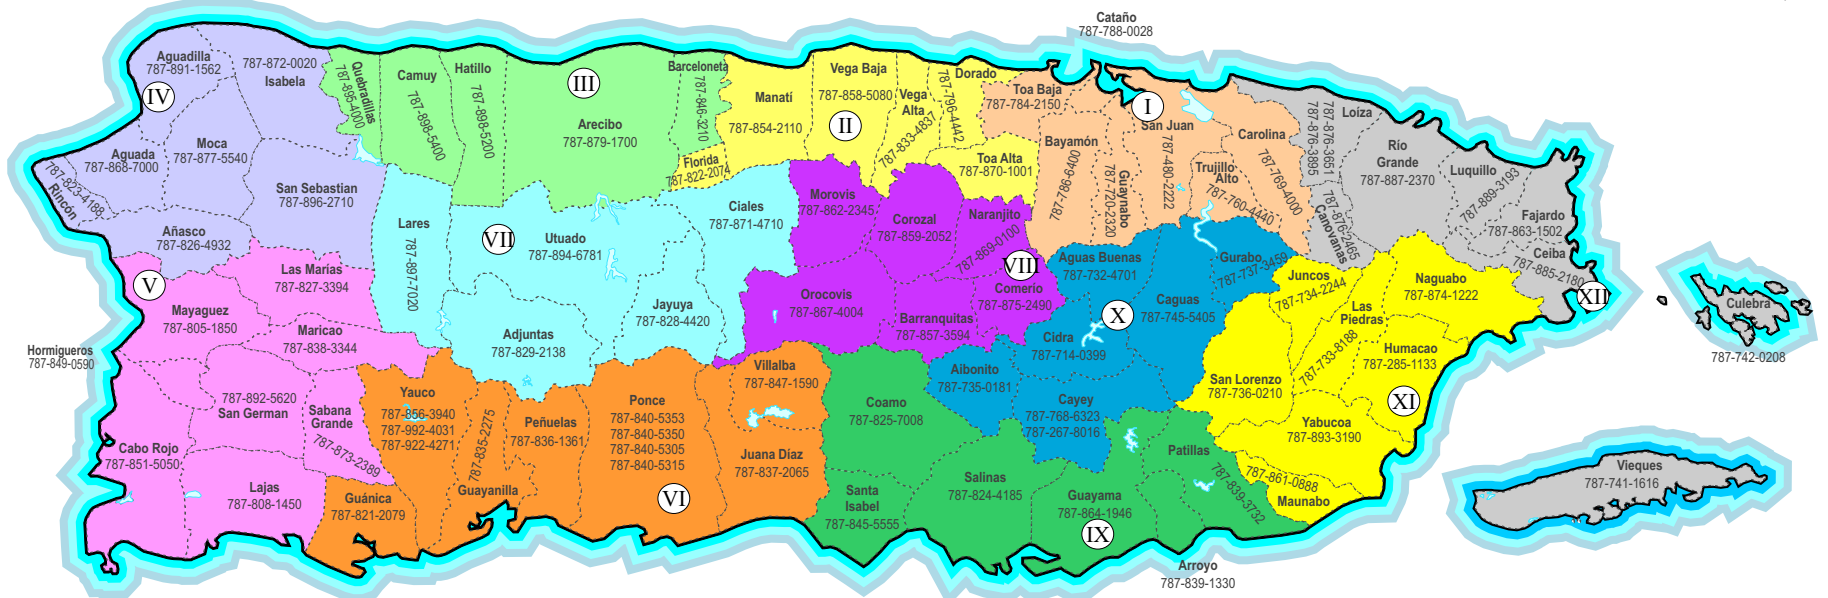 Cataño
787-788-0028
Aguadilla
787-891-1562
787-872-0020
Isabela
IV
Moca
787-877-5540
Aguada
787-868-7000
787-823-4188
Rincón
San Sebastian
787-896-2710
Añasco
787-826-4932
Quebradillas
787-895-4000
Camuy
787-898-5400
Hatillo
787-898-5200
III
Arecibo
787-879-1700
Barceloneta
787-846-3210
Florida
787-822-2074
Manatí
787-854-2110
Vega Baja
787-858-5080
II
Vega
Alta
787-833-4837
Dorado
787-796-4442
Toa Alta
787-870-1001
Toa Baja
787-784-2150
Bayamón
787-786-6400
Guaynabo
787-720-2320
I
San Juan
787-480-2222
Trujillo
Alto
787-760-4440
Carolina
787-769-4000
Loíza
787-876-3661
787-876-3895
787-876-2465
Canovanas
Río
Grande
787-887-2370
Luquillo
787-889-3193
Fajardo
787-863-1502
Ceiba
787-885-2180
XII
Culebra
787-742-0208
Vieques
787-741-1616
Lares
787-897-7020
VII
Utuado
787-894-6781
Ciales
787-871-4710
Jayuya
787-828-4420
Adjuntas
787-829-2138
Morovis
787-862-2345
Corozal
787-859-2052
Naranjito
787-869-0100
VIII
Comerío
787-875-2490
Orocovis
787-867-4004
Barranquitas
787-857-3594
Aguas Buenas
787-732-4701
X
Caguas
787-745-5405
Gurabo
787-737-3459
Cidra
787-714-0399
Aibonito
787-735-0181
Cayey
787-768-6323
787-267-8016
Juncos
787-734-2244
Las
Piedras
787-733-8188
Naguabo
787-874-1222
Humacao
787-285-1133
San Lorenzo
787-736-0210
XI
Yabucoa
787-893-3190
787-861-0888
Maunabo
V
Mayaguez
787-805-1850
Las Marías
787-827-3394
Maricao
787-838-3344
Hormigueros
787-849-0590
787-892-5620
San German
Sabana
Grande
787-873-2389
Cabo Rojo
787-851-5050
Lajas
787-808-1450
Yauco
787-856-3940
787-992-4031
787-922-4271
Guánica
787-821-2079
787-835-2275
Guayanilla
Peñuelas
787-836-1361
Ponce
787-840-5353
787-840-5350
787-840-5305
787-840-5315
VI
Villalba
787-847-1590
Juana Díaz
787-837-2065
Coamo
787-825-7008
Santa
Isabel
787-845-5555
Salinas
787-824-4185
Guayama
787-864-1946
IX
Patillas
787-839-3732
Arroyo
787-839-1330